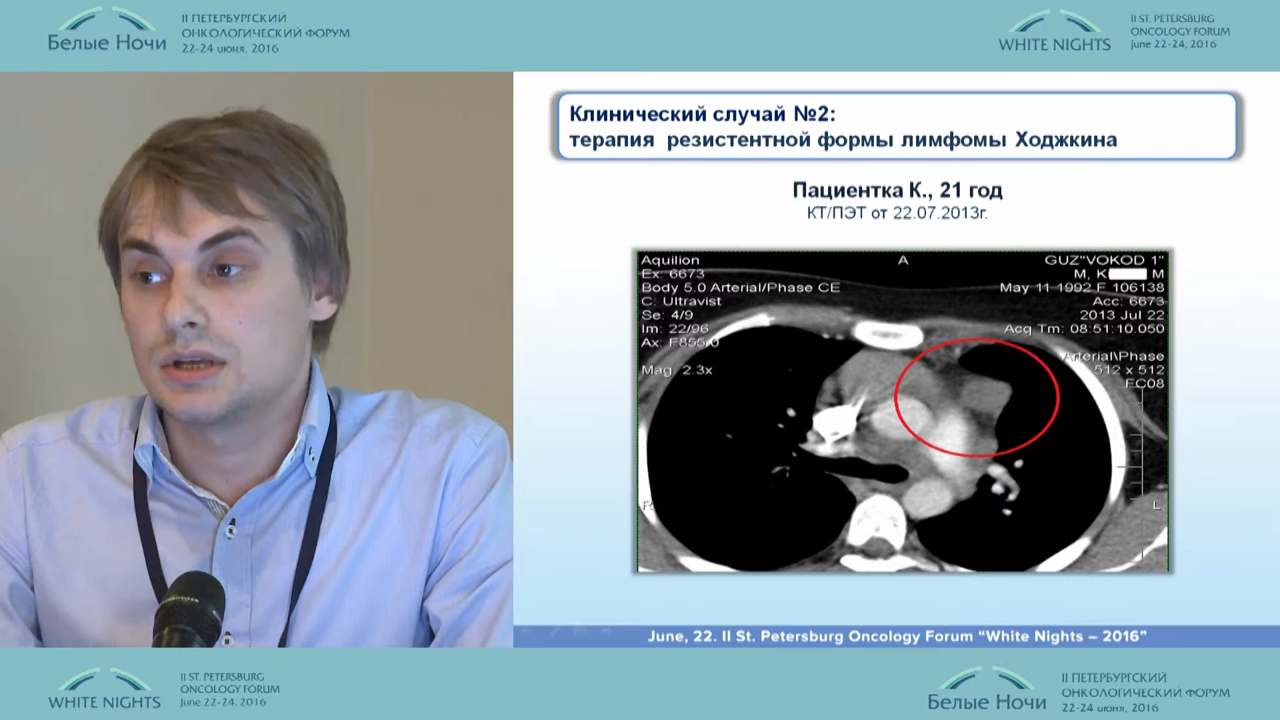 Белые Ночи
II ПЕТЕРБУРГСКИЙ
ОНКОЛОГИЧЕСКИЙ ФОРУМ
22-24 июня, 2016
WHITE NIGHTS
II ST. PETERSBURG
ONCOLOGY FORUM
June 22-24, 2016
Клинический случай №2:
терапия резистентной формы лимфомы Ходжкина
Пациентка К., 21 год
КТ/ПЭТ от 22.07.2013г.
Aquilion
Ex: 6673
Body 5.0 Arterial/Phase CE
C: Ultravist
Se: 4/9
Im: 22/96
Ax: F855.0
Mag: 2.3x
A
GUZ"VOKOD 1"
M, K M
May 11 1992 F 106138
Acc: 6673
2013 Jul 22
Acq Tm: 08:51:10.050
Arterial\Phase
512 x 512
FC08
L
June, 22. II St. Petersburg Oncology Forum “White Nights – 2016”
WHITE NIGHTS
II ST. PETERSBURG
ONCOLOGY FORUM
June 22-24, 2016
Белые Ночи
II ПЕТЕРБУРГСКИЙ
ОНКОЛОГИЧЕСКИЙ ФОРУМ
22-24 июня, 2016